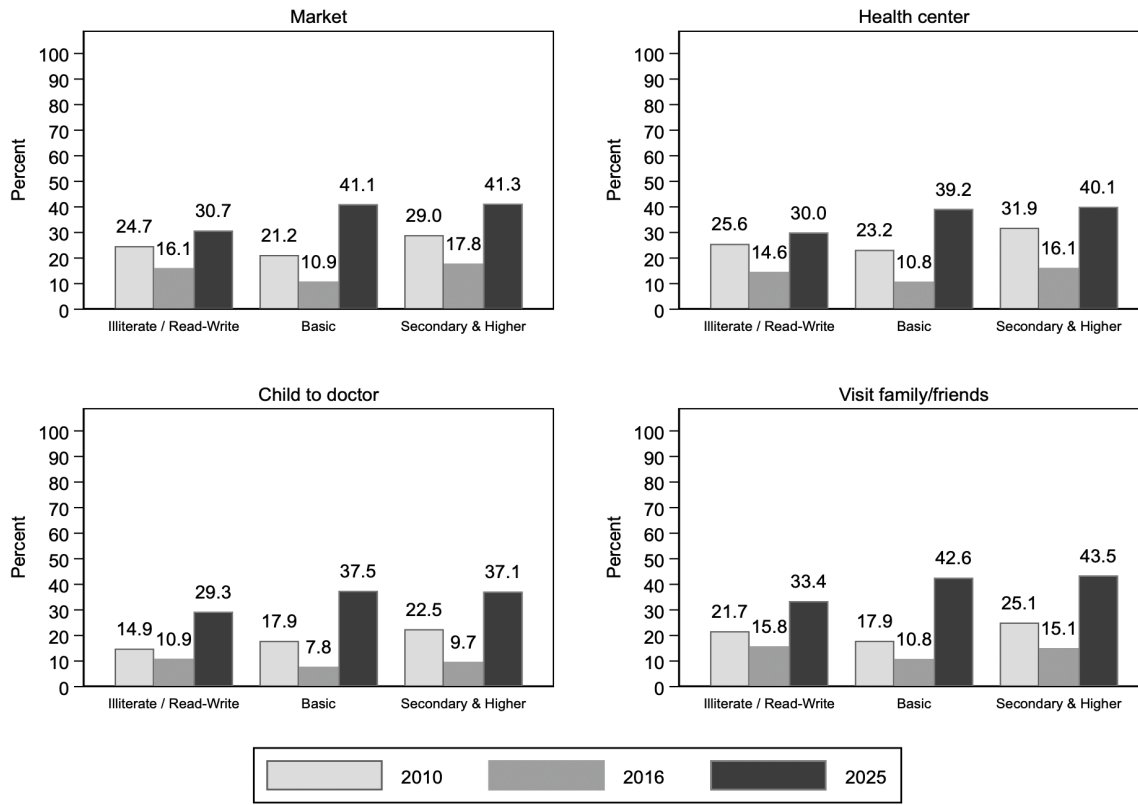 Market
Percent
100
90
80
70
60
50
40
30
20
10
0
24.7 16.1 30.7 21.2 10.9 41.1 29.0 17.8 41.3
Illiterate / Read-Write Basic Secondary & Higher
Health center
Percent
100
90
80
70
60
50
40
30
20
10
0
25.6 14.6 30.0 23.2 10.8 39.2 31.9 16.1 40.1
Illiterate / Read-Write Basic Secondary & Higher
Child to doctor
Percent
100
90
80
70
60
50
40
30
20
10
0
14.9 10.9 29.3 17.9 7.8 37.5 22.5 9.7 37.1
Illiterate / Read-Write Basic Secondary & Higher
Visit family/friends
Percent
100
90
80
70
60
50
40
30
20
10
0
21.7 15.8 33.4 17.9 10.8 42.6 25.1 15.1 43.5
Illiterate / Read-Write Basic Secondary & Higher
2010 2016 2025